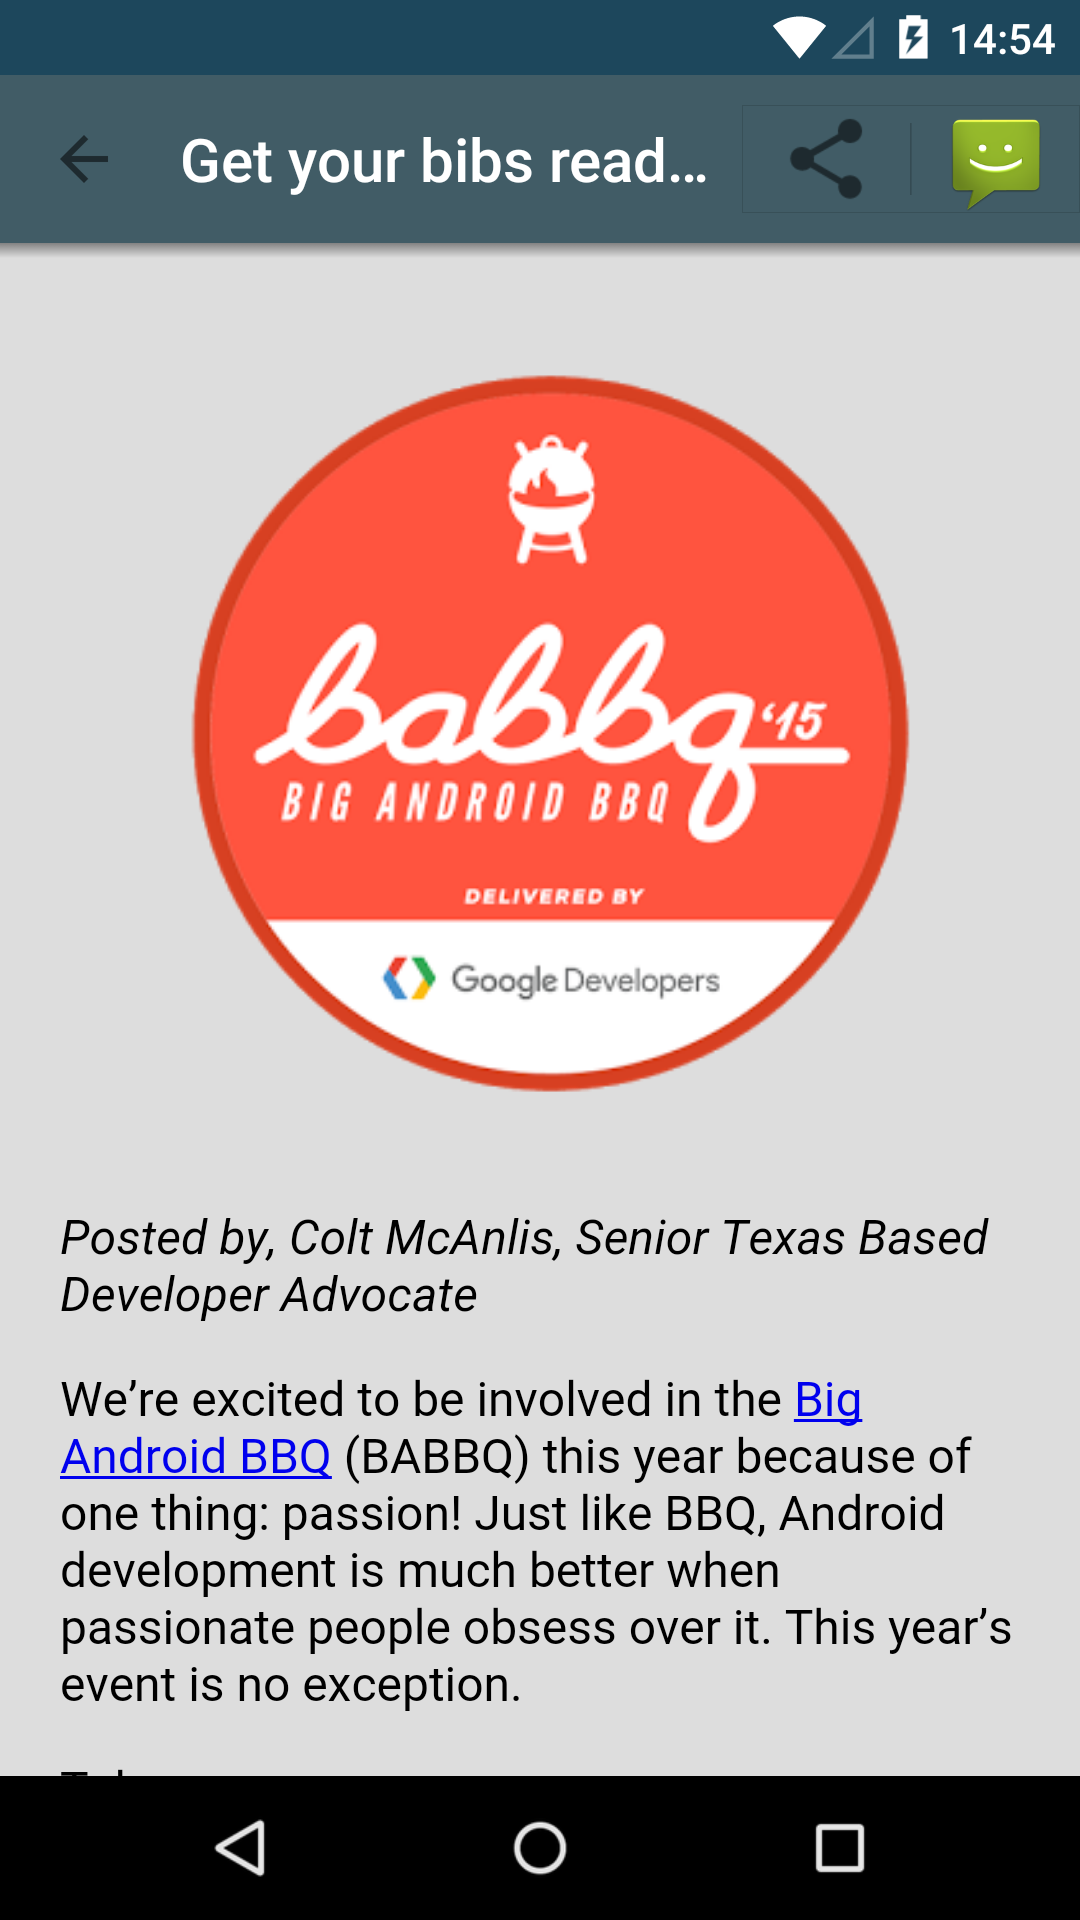 14:54
Get your bibs read…
babbq '15
BIG ANDROID BBQ
DELIVERED BY
Google Developers
Posted by, Colt McAnlis, Senior Texas Based
Developer Advocate
We’re excited to be involved in the Big
Android BBQ (BABBQ) this year because of
one thing: passion! Just like BBQ, Android
development is much better when
passionate people obsess over it. This year’s
event is no exception.